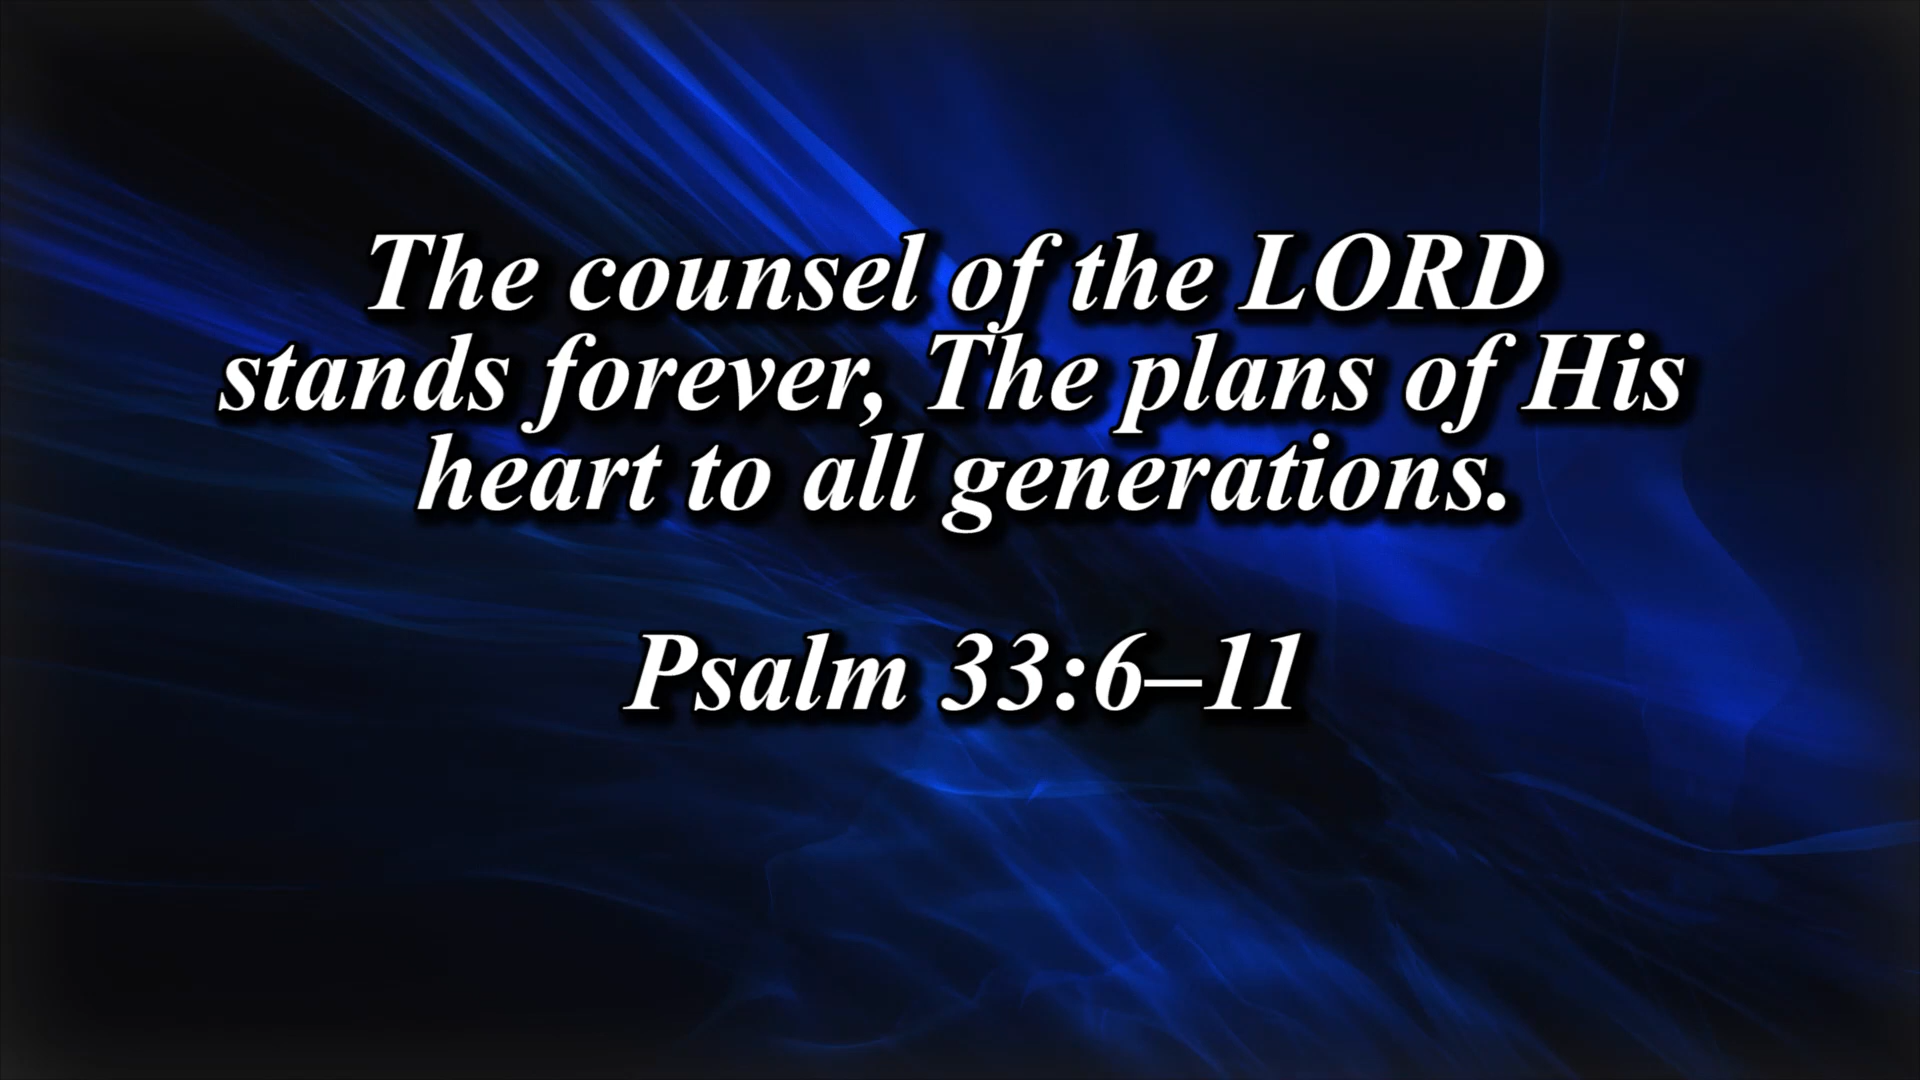 The counsel of the LORD
stands forever, The plans of His
heart to all generations.
Psalm 33:6–11